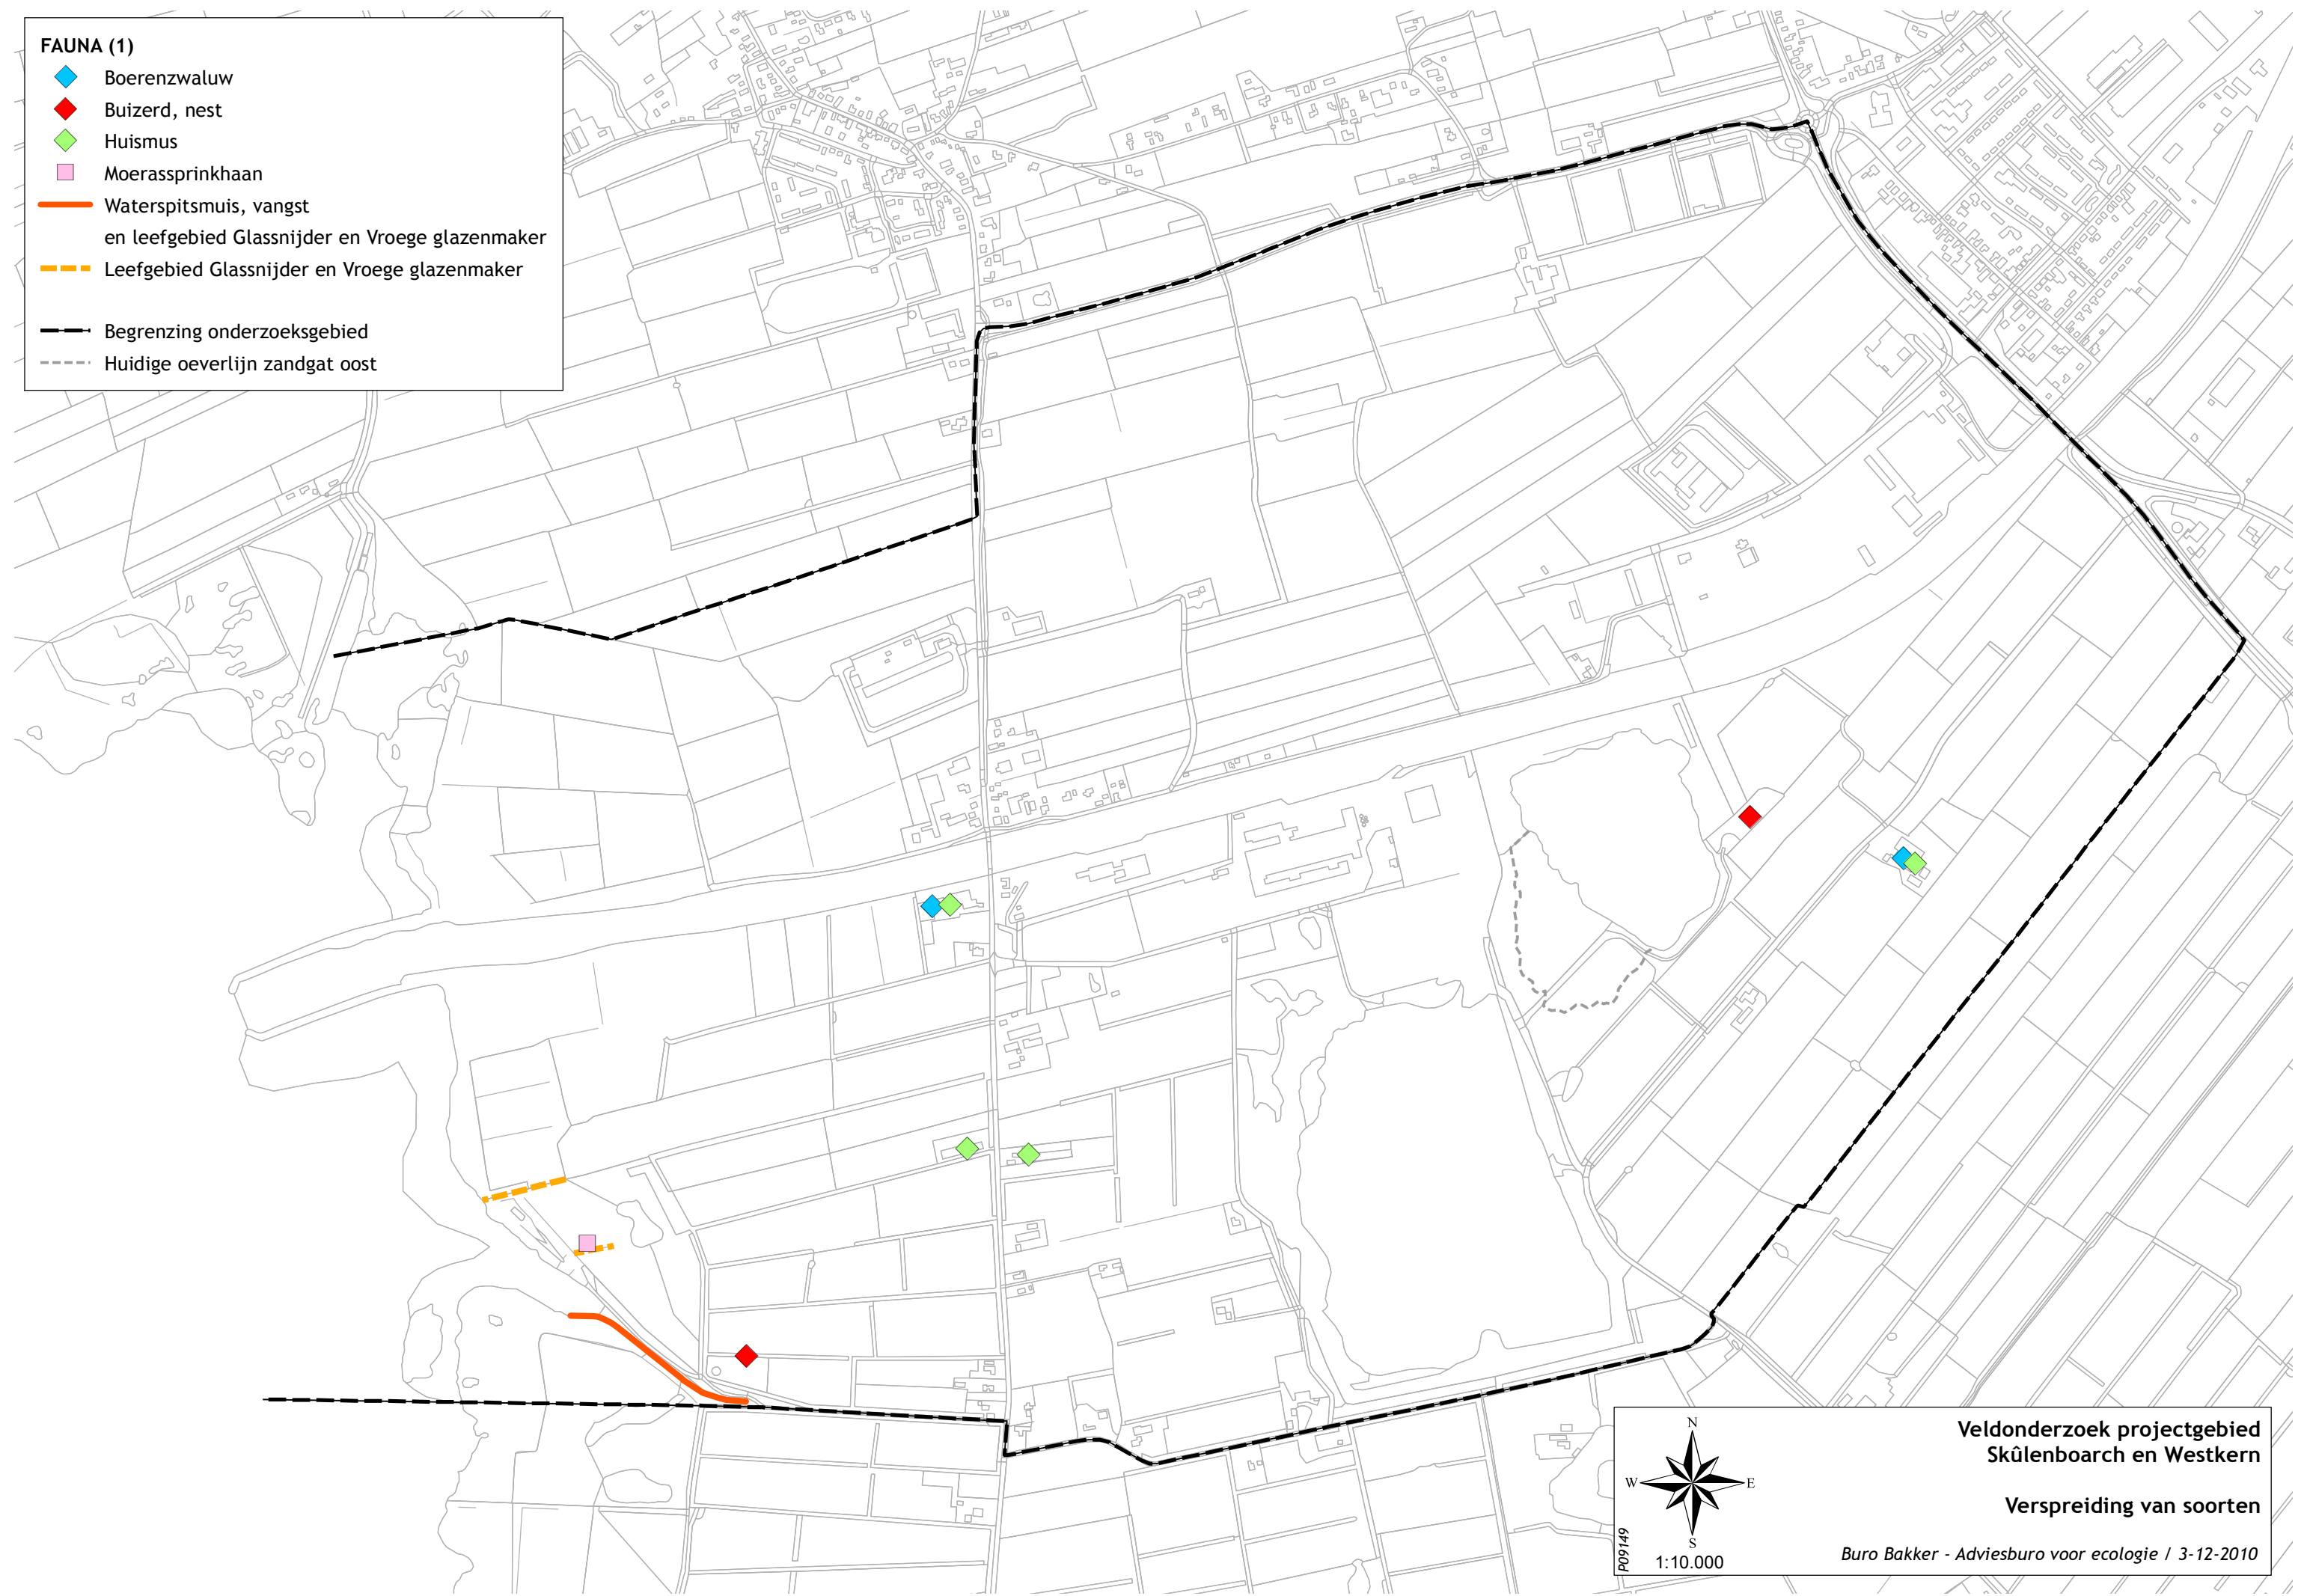 FAUNA (1)
Boerenzwaluw
Buizerd, nest
Huismus
Moerassprinkhaan
Waterspitsmuis, vangst
en leefgebied Glassnijder en Vroege glazenmaker
Leefgebied Glassnijder en Vroege glazenmaker
Begrenzing onderzoeksgebied
Huidige oeverlijn zandgat oost
Veldonderzoek projectgebied
Skûlenboarch en Westkern
Verspreiding van soorten
Buro Bakker - Adviesburo voor ecologie / 3-12-2010
N
W
E
S
1:10.000
P09149